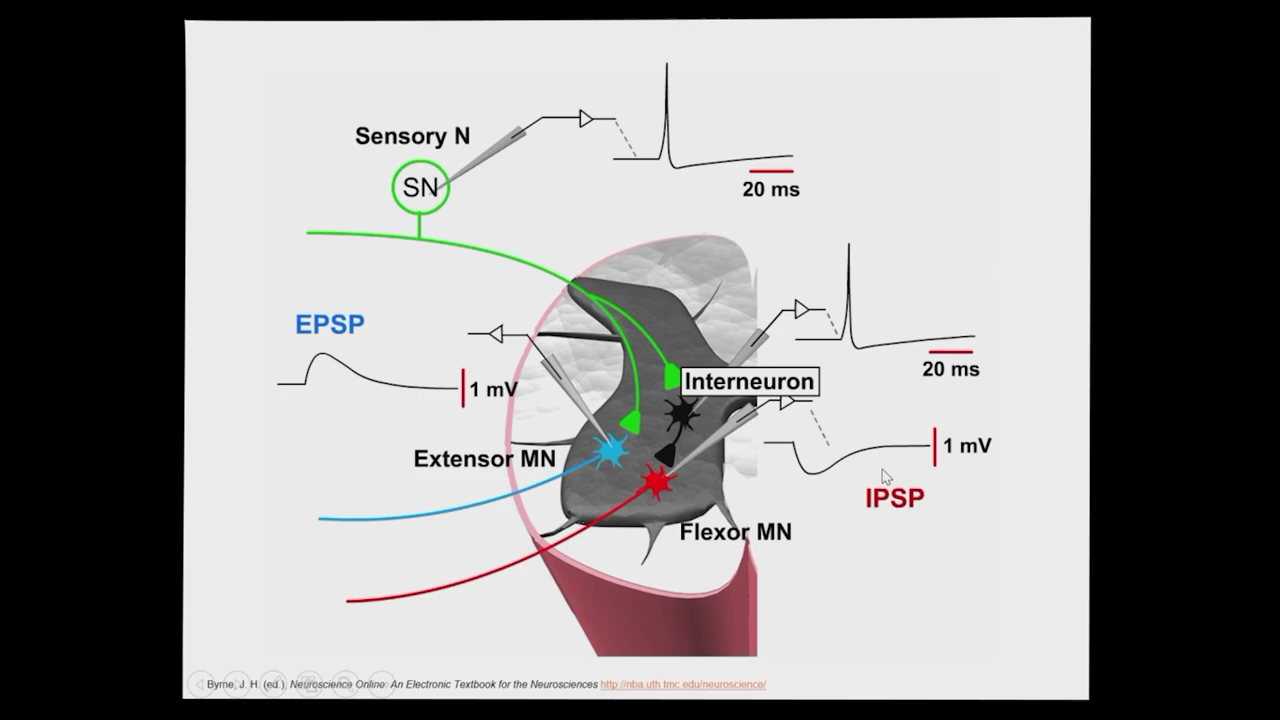 Sensory N
SN
20 ms
EPSP
1 mV
Interneuron
20 ms
Extensor MN
1 mV
IPSP
Flexor MN
Byrne, J. H. (ed.), Neuroscience Online: An Electronic Textbook for the Neurosciences http://nba.uth.tmc.edu/neuroscience/